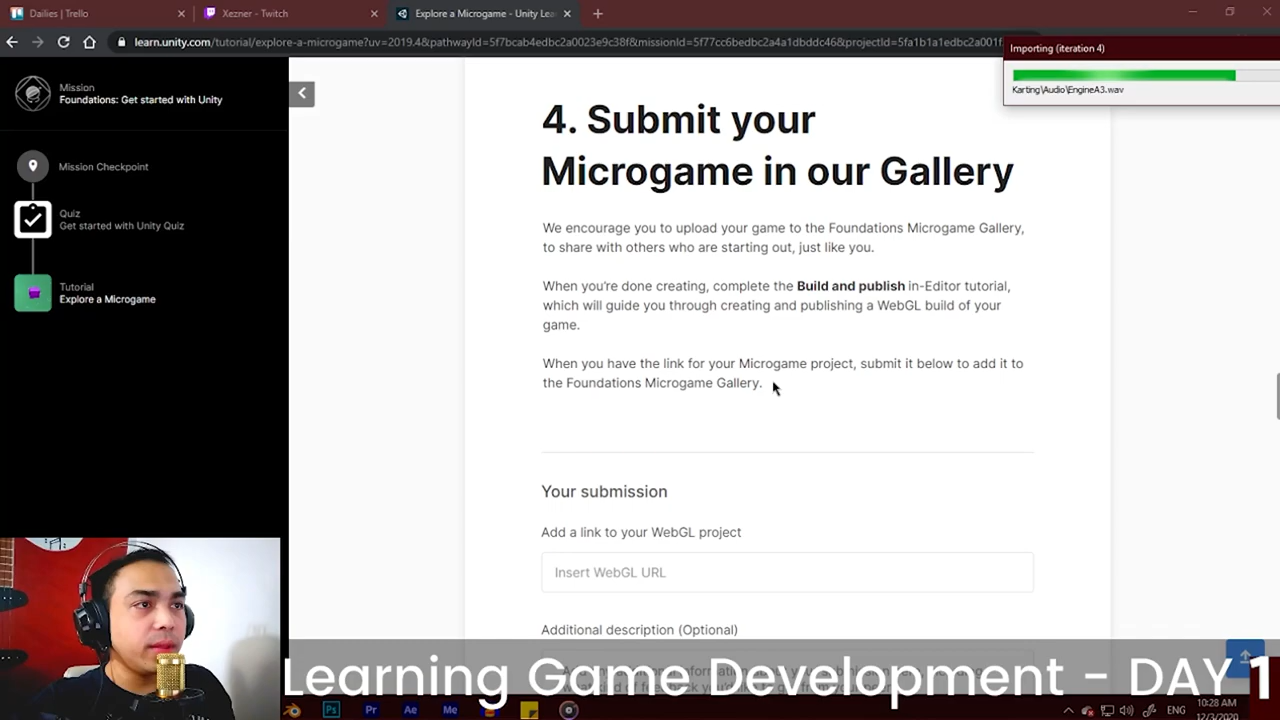 Dailies | Trello
Xezner - Twitch
Explore a Microgame - Unity Lea
learn.unity.com/tutorial/explore-a-microgame?uv=2019.4&pathwayId=5f7bcab4edbc2a0023e9c38f&missionId=5f77cc6bedbc2a4a1dbddc46&projectId=5fa1b1a1edbc2a001f
Importing (iteration 4)
Karting\Audio\EngineA3.wav
Mission
Foundations: Get started with Unity
Mission Checkpoint
Quiz
Get started with Unity Quiz
Tutorial
Explore a Microgame
4. Submit your
Microgame in our Gallery
We encourage you to upload your game to the Foundations Microgame Gallery,
to share with others who are starting out, just like you.
When you're done creating, complete the Build and publish in-Editor tutorial,
which will guide you through creating and publishing a WebGL build of your
game.
When you have the link for your Microgame project, submit it below to add it to
the Foundations Microgame Gallery.
Your submission
Add a link to your WebGL project
Insert WebGL URL
Additional description (Optional)
Learning Game Development - DAY 1
Ps
Pr
Ae
Me
ENG
10:28 AM
12/3/2020